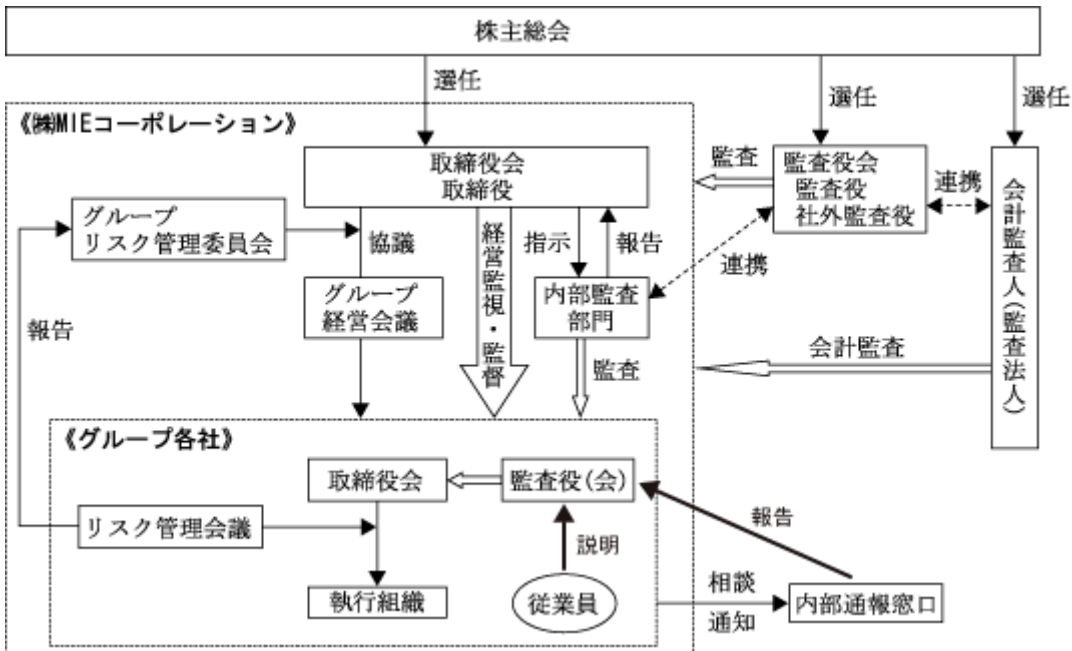 株主総会
選任
選任
選任
《㈱MIEコーポレーション》
取締役会
取締役
監査
監査役会
監査役
社外監査役
連携
会計監査人(監査法人)
グループ
リスク管理委員会
協議
経営監視・監督
指示
報告
連携
グループ
経営会議
内部監査
部門
報告
会計監査
監査
《グループ各社》
取締役会
監査役(会)
リスク管理会議
報告
説明
執行組織
従業員
相談
通知
内部通報窓口